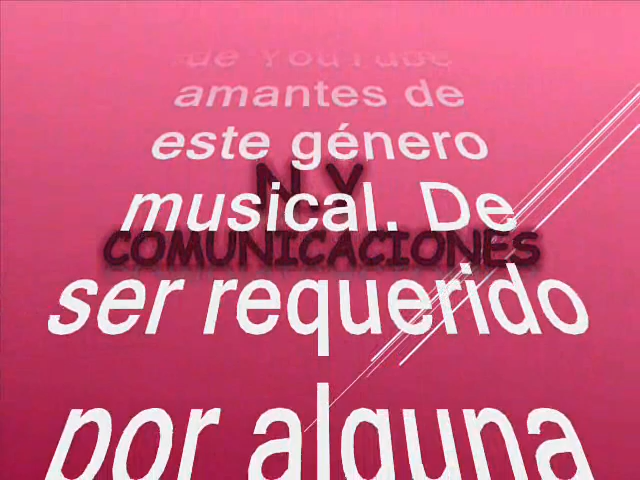 de YouTube
amantes de
este género
N.Y
musical. De
COMUNICACIONES
ser requerido
por alguna